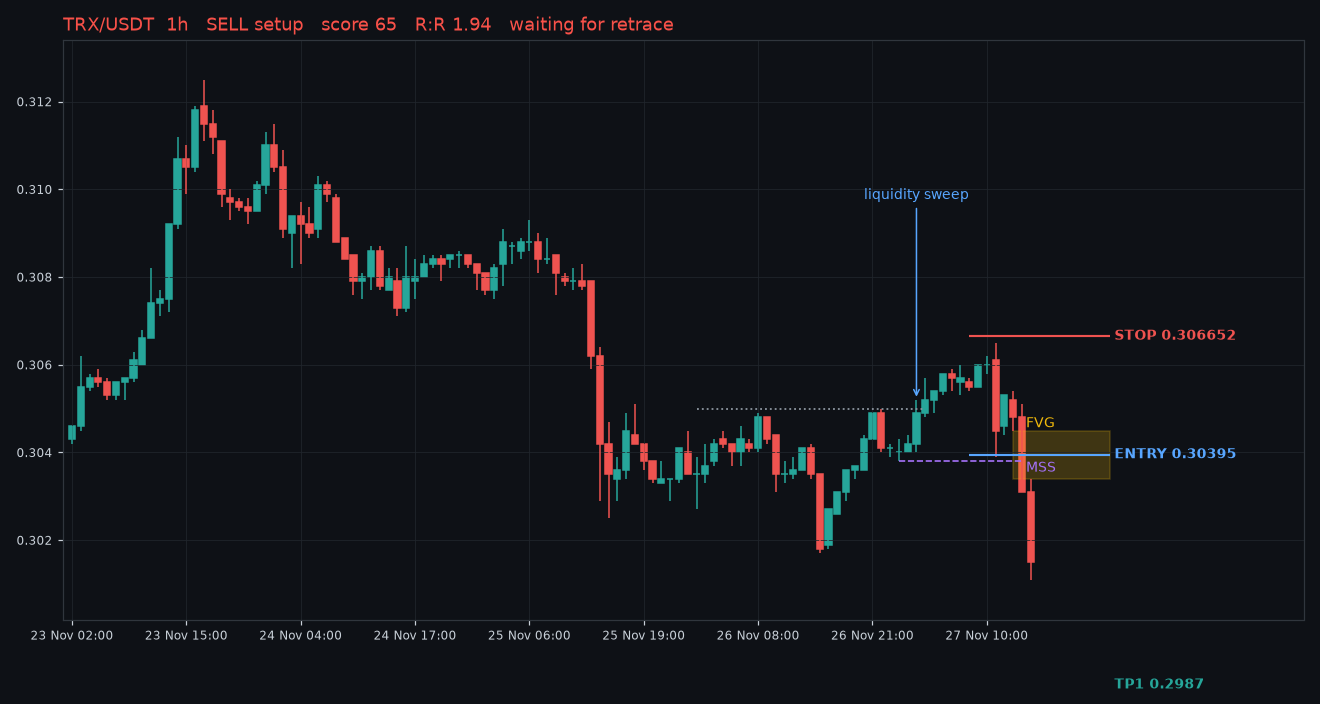 TRX/USDT 1h SELL setup score 65 R:R 1.94 waiting for retrace
0.312
0.310
liquidity sweep
0.308
0.306
STOP 0.306652
FVG
0.304
ENTRY 0.30395
MSS
0.302
23 Nov 02:00 23 Nov 15:00 24 Nov 04:00 24 Nov 17:00 25 Nov 06:00 25 Nov 19:00 26 Nov 08:00 26 Nov 21:00 27 Nov 10:00
TP1 0.2987